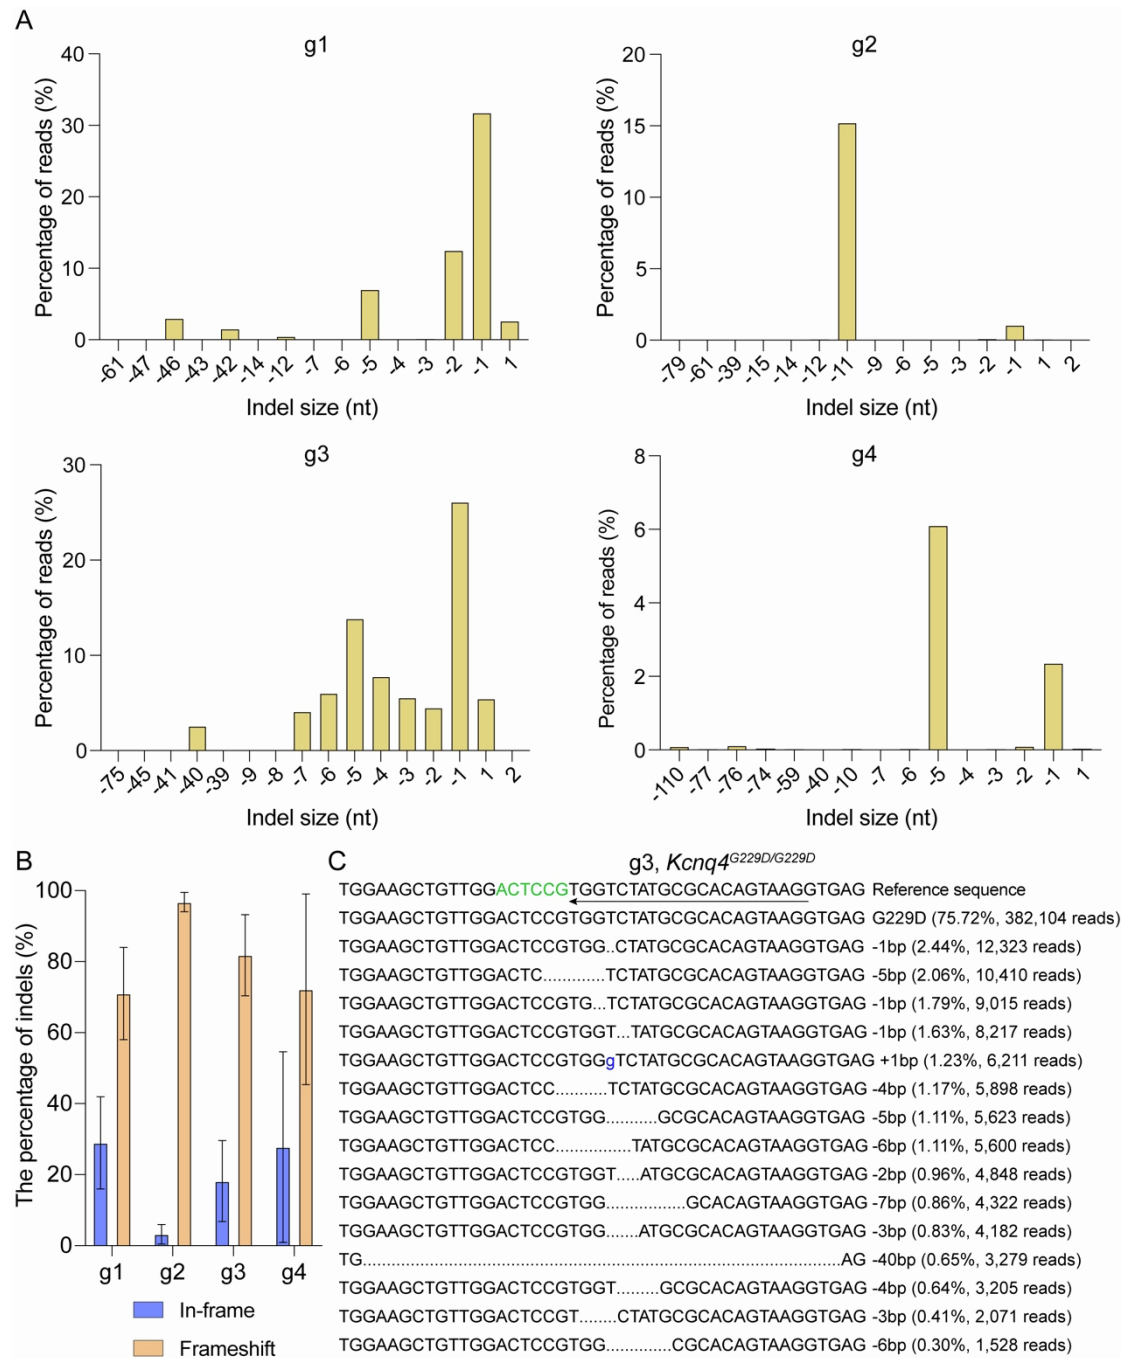 A
g1
Percentage of reads (%)
40
30
20
10
0
-61 -47 -46 -43 -42 -14 -12 -7 -6 -5 -4 -3 -2 -1 1
Indel size (nt)
g2
Percentage of reads (%)
20
15
10
5
0
-79 -61 -39 -15 -14 -12 -11 -9 -6 -5 -3 -2 -1 1 2
Indel size (nt)
g3
Percentage of reads (%)
30
20
10
0
-75 -45 -41 -40 -39 -9 -8 -7 -6 -5 -4 -3 -2 -1 1 2
Indel size (nt)
g4
Percentage of reads (%)
8
6
4
2
0
-110 -77 -76 -74 -59 -40 -10 -7 -6 -5 -4 -3 -2 -1 1
Indel size (nt)
B
The percentage of indels (%)
100
80
60
40
20
0
g1 g2 g3 g4
In-frame
Frameshift
C
g3, Kcnq4G229D/G229D
TGGAAGCTGTTGGACTCCGTGGTCTATGCGCACAGTAAGGTGAG Reference sequence
TGGAAGCTGTTGGACTCCGTGGTCTATGCGCACAGTAAGGTGAG G229D (75.72%, 382,104 reads)
TGGAAGCTGTTGGACTCCGTGG..CTATGCGCACAGTAAGGTGAG -1bp (2.44%, 12,323 reads)
TGGAAGCTGTTGGACTC............TCTATGCGCACAGTAAGGTGAG -5bp (2.06%, 10,410 reads)
TGGAAGCTGTTGGACTCCGTG...TCTATGCGCACAGTAAGGTGAG -1bp (1.79%, 9,015 reads)
TGGAAGCTGTTGGACTCCGTGGT...TATGCGCACAGTAAGGTGAG -1bp (1.63%, 8,217 reads)
TGGAAGCTGTTGGACTCCGTGGgTCTATGCGCACAGTAAGGTGAG +1bp (1.23%, 6,211 reads)
TGGAAGCTGTTGGACTCC..........TCTATGCGCACAGTAAGGTGAG -4bp (1.17%, 5,898 reads)
TGGAAGCTGTTGGACTCCGTGG..........GCGCACAGTAAGGTGAG -5bp (1.11%, 5,623 reads)
TGGAAGCTGTTGGACTCC...............TATGCGCACAGTAAGGTGAG -6bp (1.11%, 5,600 reads)
TGGAAGCTGTTGGACTCCGTGGT.....ATGCGCACAGTAAGGTGAG -2bp (0.96%, 4,848 reads)
TGGAAGCTGTTGGACTCCGTGG...............GCACAGTAAGGTGAG -7bp (0.86%, 4,322 reads)
TGGAAGCTGTTGGACTCCGTGG.......ATGCGCACAGTAAGGTGAG -3bp (0.83%, 4,182 reads)
TG............................................................................................AG -40bp (0.65%, 3,279 reads)
TGGAAGCTGTTGGACTCCGTGGT.........GCGCACAGTAAGGTGAG -4bp (0.64%, 3,205 reads)
TGGAAGCTGTTGGACTCCGT........CTATGCGCACAGTAAGGTGAG -3bp (0.41%, 2,071 reads)
TGGAAGCTGTTGGACTCCGTGG.............CGCACAGTAAGGTGAG -6bp (0.30%, 1,528 reads)